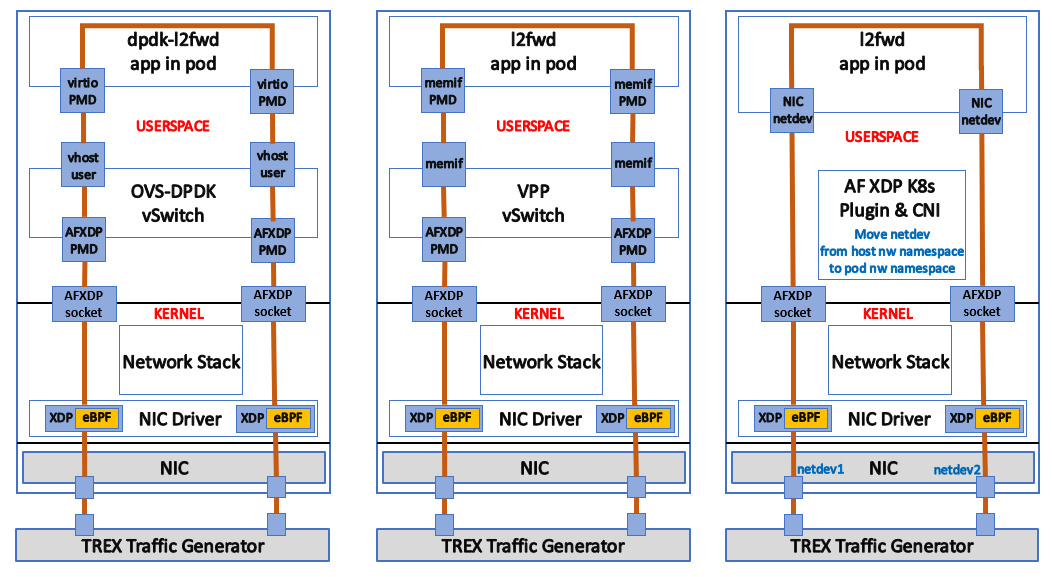 dpdk-l2fwd
app in pod
virtio
PMD
virtio
PMD
USERSPACE
vhost
user
vhost
user
OVS-DPDK
vSwitch
AFXDP
PMD
AFXDP
PMD
AFXDP
socket
AFXDP
socket
KERNEL
Network Stack
XDP
eBPF
NIC Driver
XDP
eBPF
NIC
TREX Traffic Generator
l2fwd
app in pod
memif
PMD
memif
PMD
USERSPACE
memif
memif
VPP
vSwitch
AFXDP
PMD
AFXDP
PMD
AFXDP
socket
AFXDP
socket
KERNEL
Network Stack
XDP
eBPF
NIC Driver
XDP
eBPF
NIC
TREX Traffic Generator
l2fwd
app in pod
NIC
netdev
NIC
netdev
USERSPACE
AF XDP K8s
Plugin & CNI
Move netdev
from host nw namespace
to pod nw namespace
AFXDP
socket
AFXDP
socket
KERNEL
Network Stack
XDP
eBPF
NIC Driver
XDP
eBPF
netdev1
NIC
netdev2
TREX Traffic Generator